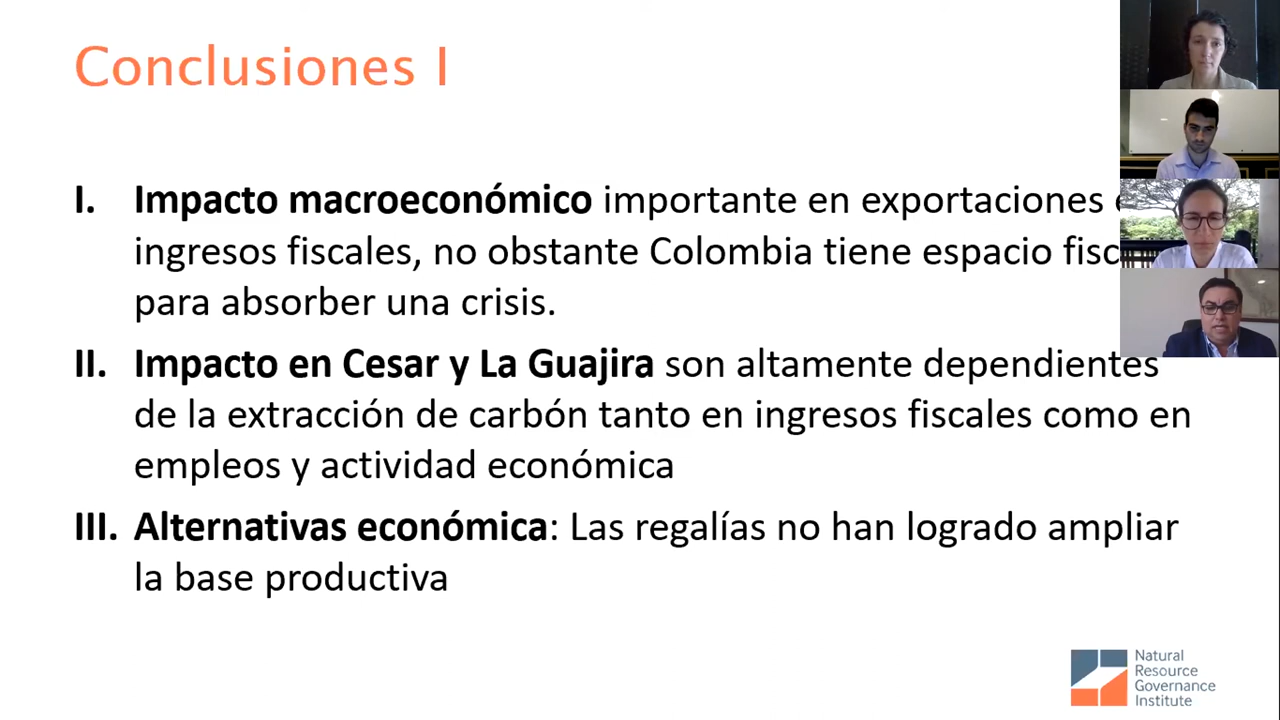 Conclusiones I
I. Impacto macroeconómico importante en exportaciones
ingresos fiscales, no obstante Colombia tiene espacio
para absorber una crisis.
II. Impacto en Cesar y La Guajira son altamente dependientes
de la extracción de carbón tanto en ingresos fiscales como en
empleos y actividad económica
III. Alternativas económica: Las regalías no han logrado ampliar
la base productiva
Natural
Resource
Governance
Institute